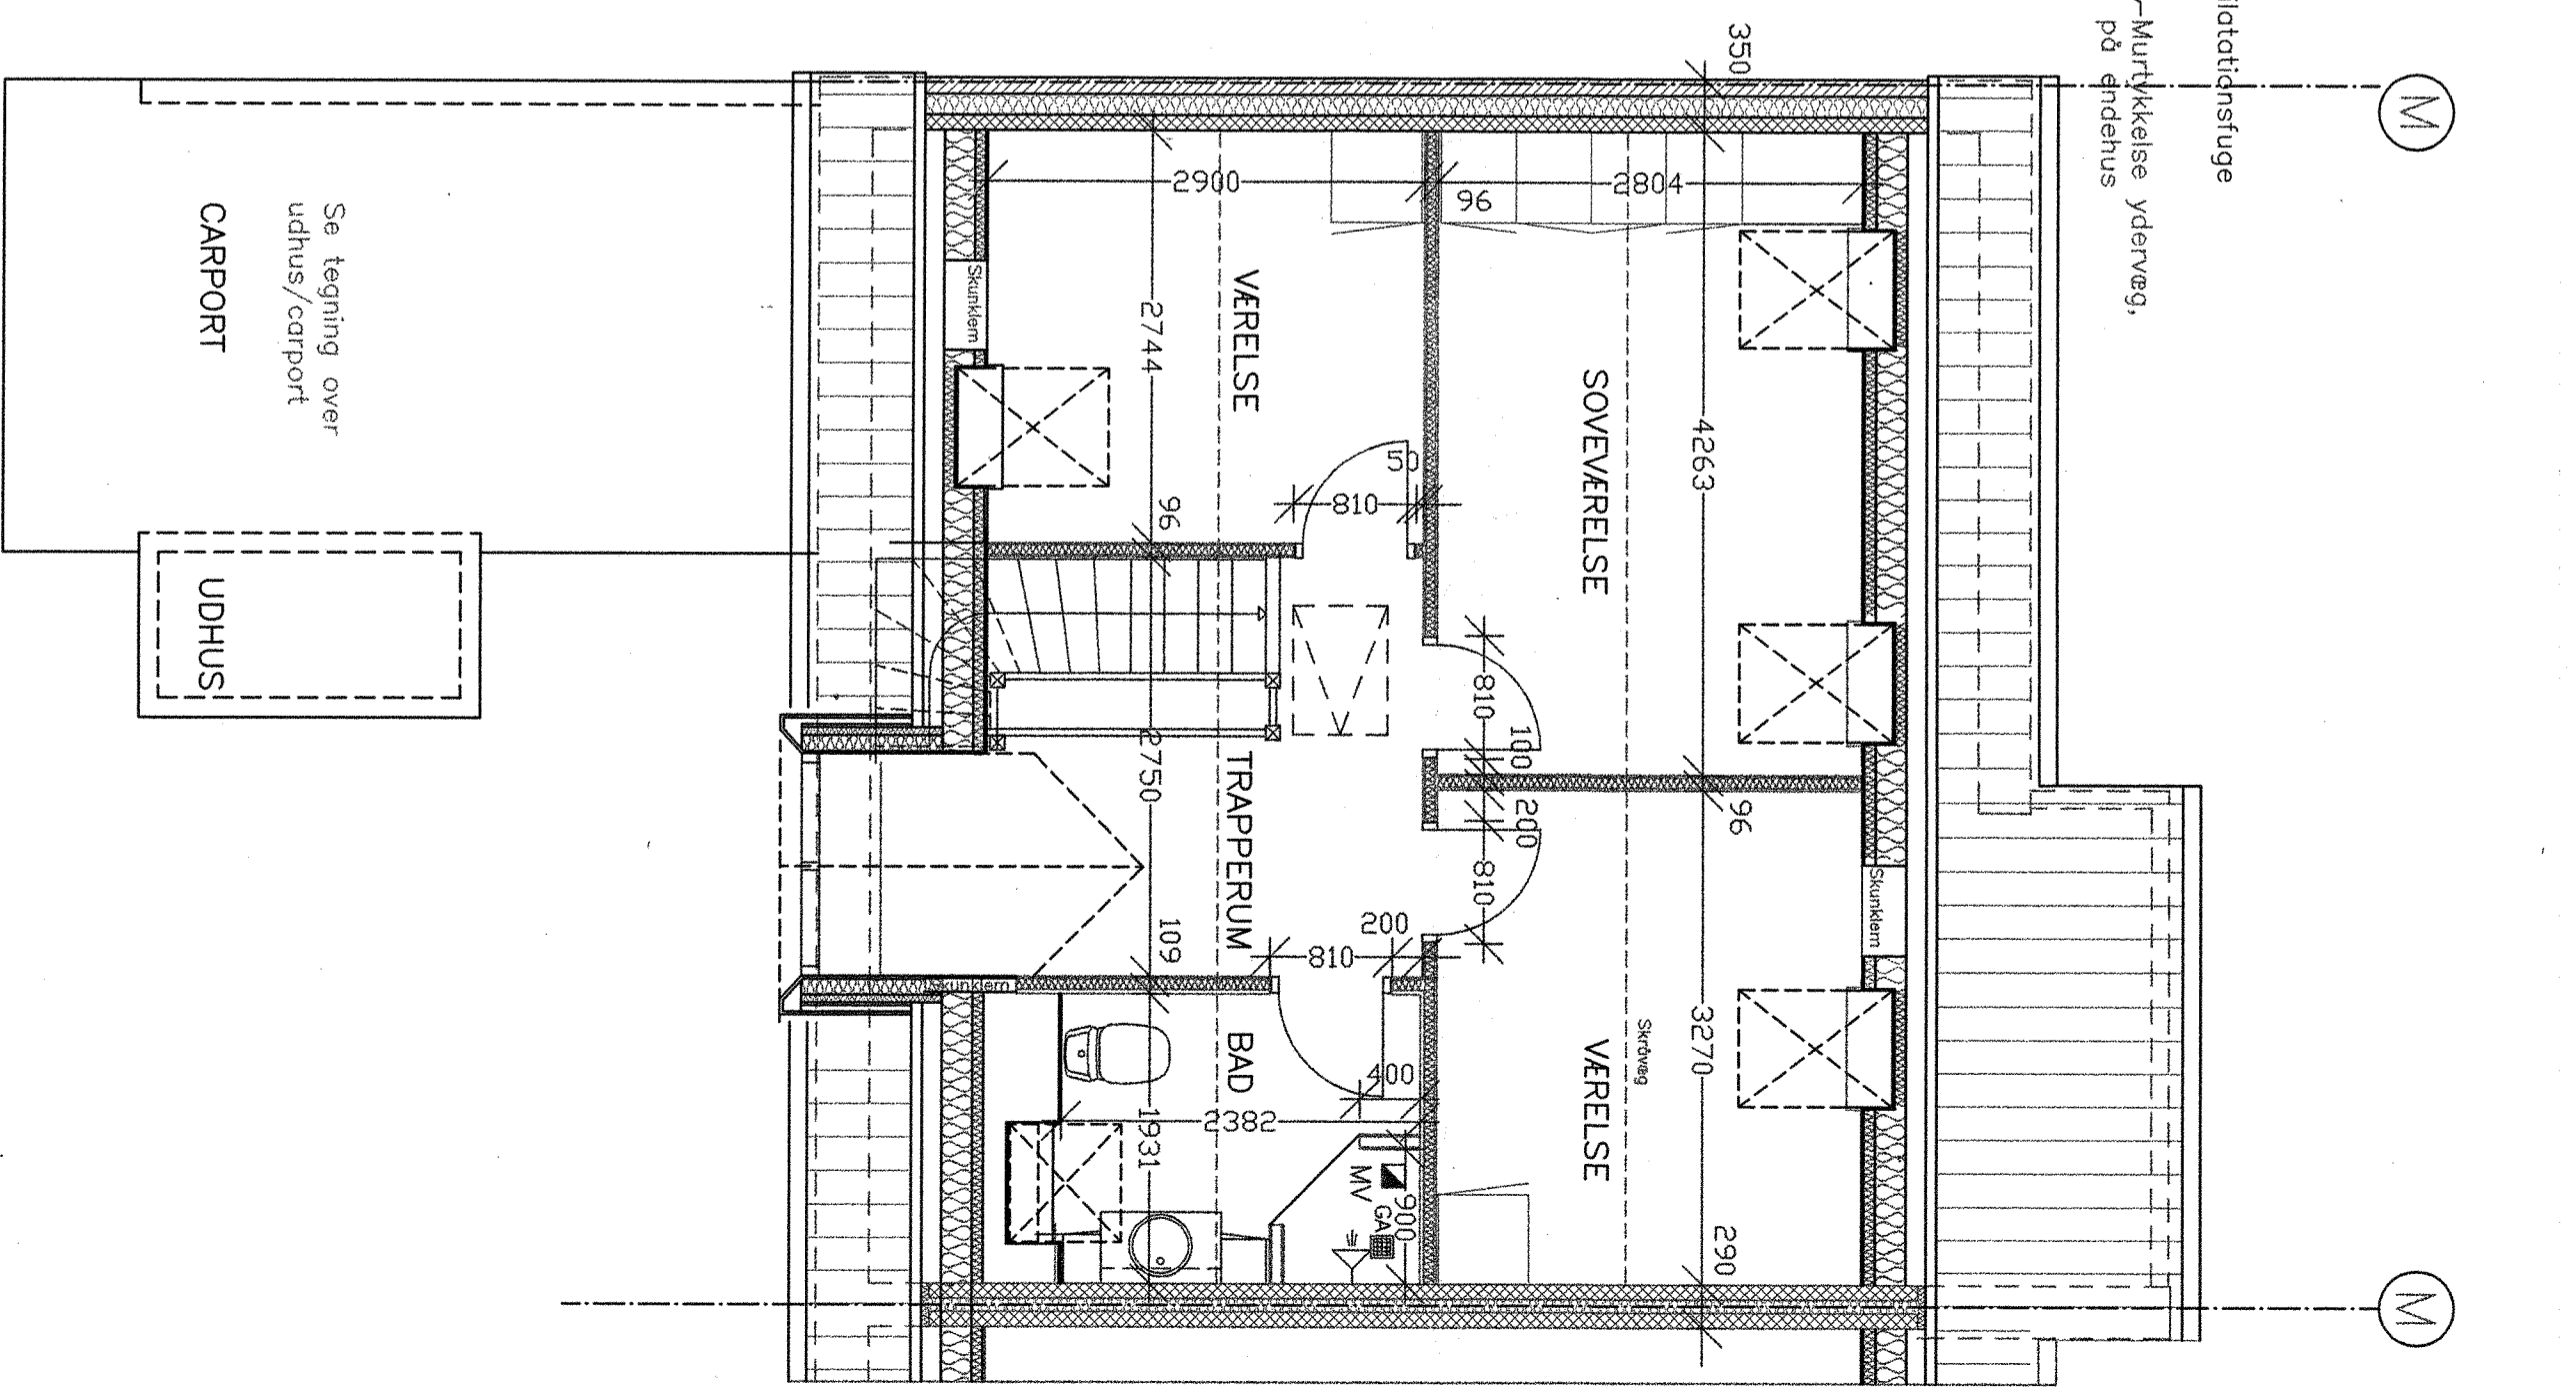 ilatationsfuge
-Murtykkelse ydervæg,
på endehus
M
M
350
2900
96
2804
VÆRELSE
2744
96
50
810
SOVEVÆRELSE
4263
Skunklem
810
100
200
810
96
Skunklem
TRAPPERUM
2750
109
200
810
Skunklem
BAD
400
2382
1931
MV
GA
900
VÆRELSE
Skråvæg
3270
290
Se tegning over
udhus/carport
CARPORT
UDHUS